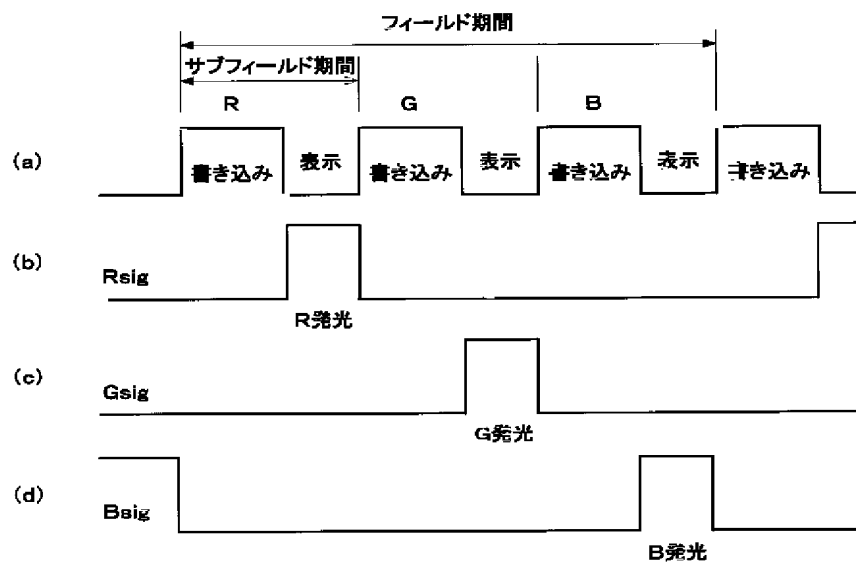 フィールド期間
サブフィールド期間
R G B
(a) 書き込み 表示 書き込み 表示 書き込み 表示 書き込み
(b) Rsig
R発光
(c) Gsig
G発光
(d) Bsig
B発光